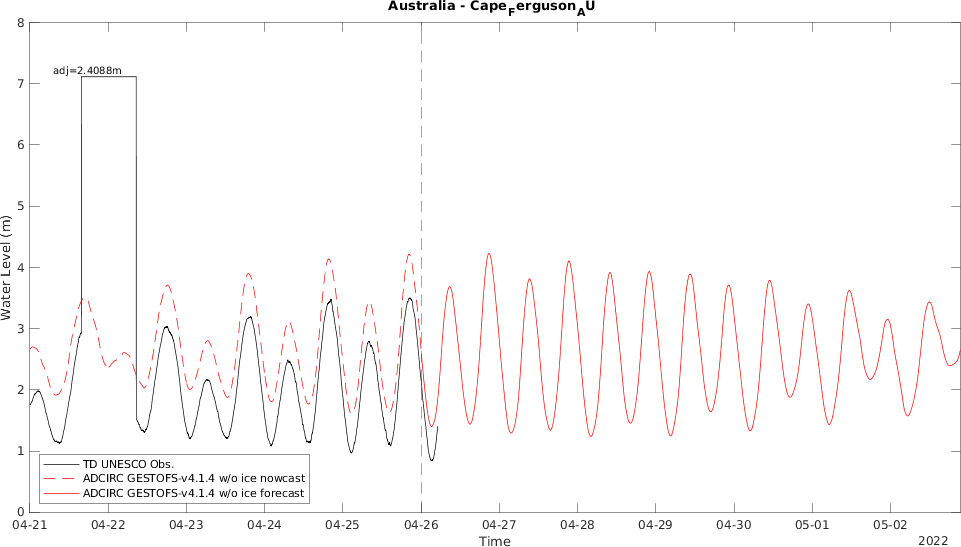 Australia - Cape_Ferguson_AU
8
7
6
5
4
3
2
1
0
Water Level (m)
adj=2.4088m
TD UNESCO Obs.
ADCIRC GESTOFS-v4.1.4 w/o ice nowcast
ADCIRC GESTOFS-v4.1.4 w/o ice forecast
04-21 04-22 04-23 04-24 04-25 04-26 04-27 04-28 04-29 04-30 05-01 05-02
Time
2022